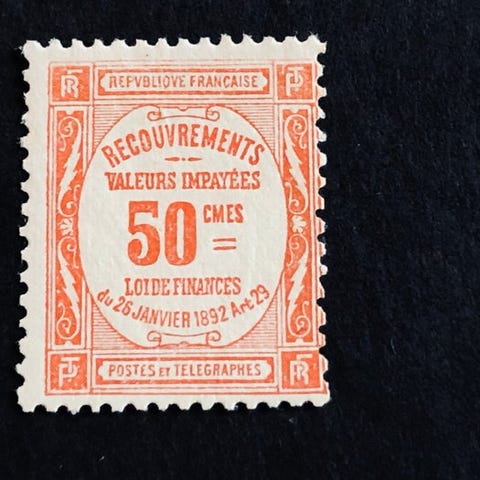 RF
REPVBLIQVE FRANÇAISE
PT
RECOUVREMENTS
VALEURS IMPAYÉES
50 CMES
=
LOI DE FINANCES
du 26 JANVIER 1892 Art 29
PT
POSTES ET TELEGRAPHES
RF